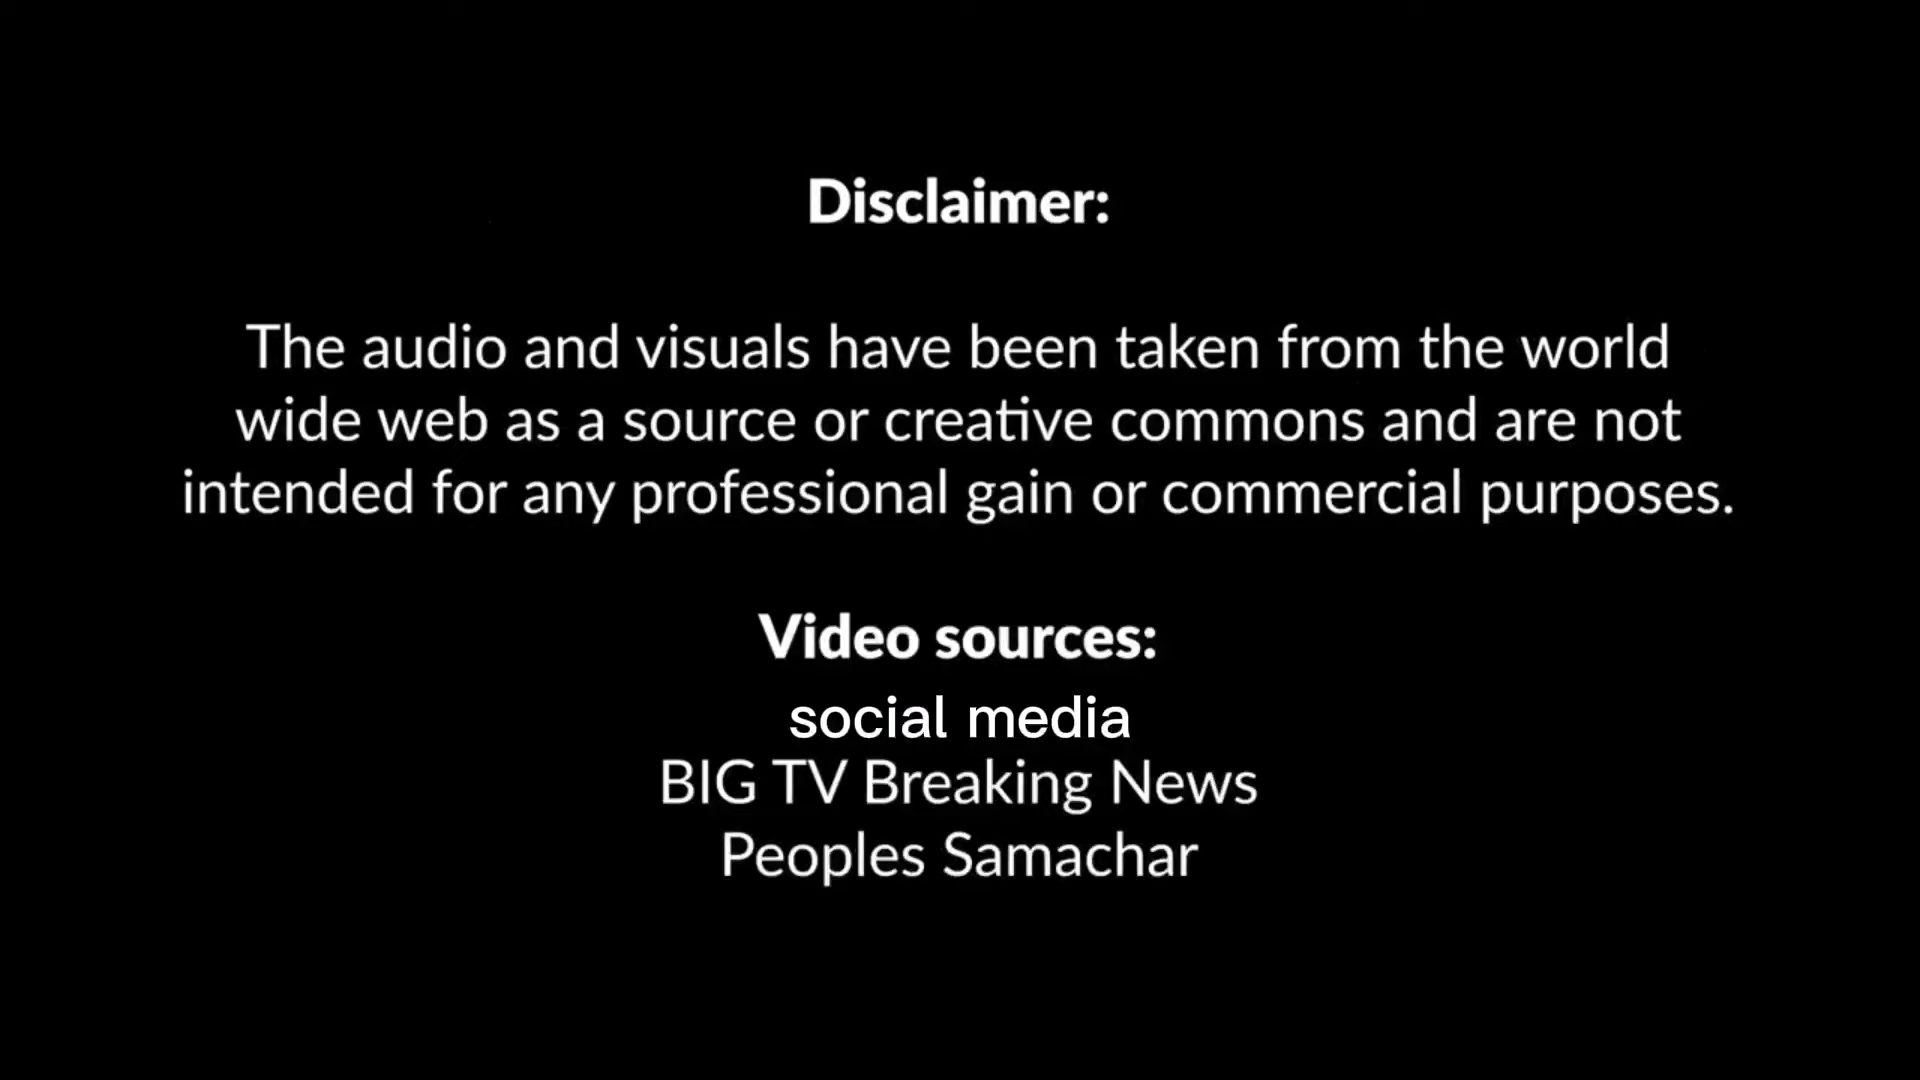 Disclaimer:
The audio and visuals have been taken from the world
wide web as a source or creative commons and are not
intended for any professional gain or commercial purposes.
Video sources:
social media
BIG TV Breaking News
Peoples Samachar